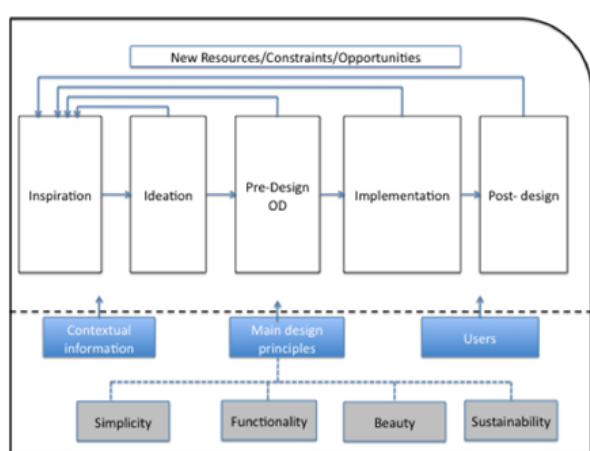 New Resources/Constraints/Opportunities
Inspiration
Ideation
Pre-Design
OD
Implementation
Post- design
Contextual
information
Main design
principles
Users
Simplicity
Functionality
Beauty
Sustainability